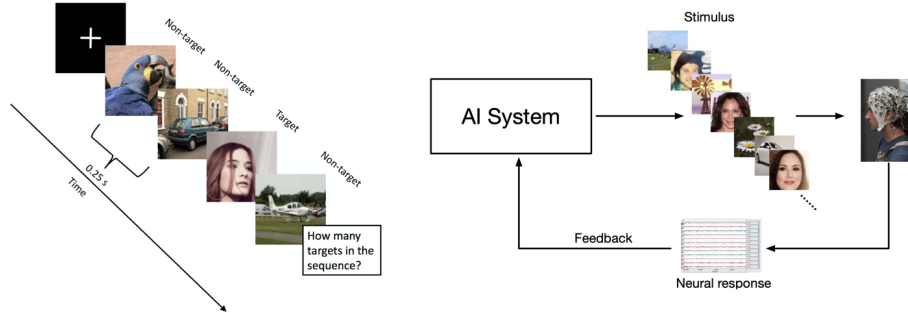 Non-target
Non-target
Target
Non-target
0.25 s
Time
How many
targets in the
sequence?
Stimulus
AI System
Feedback
Neural response